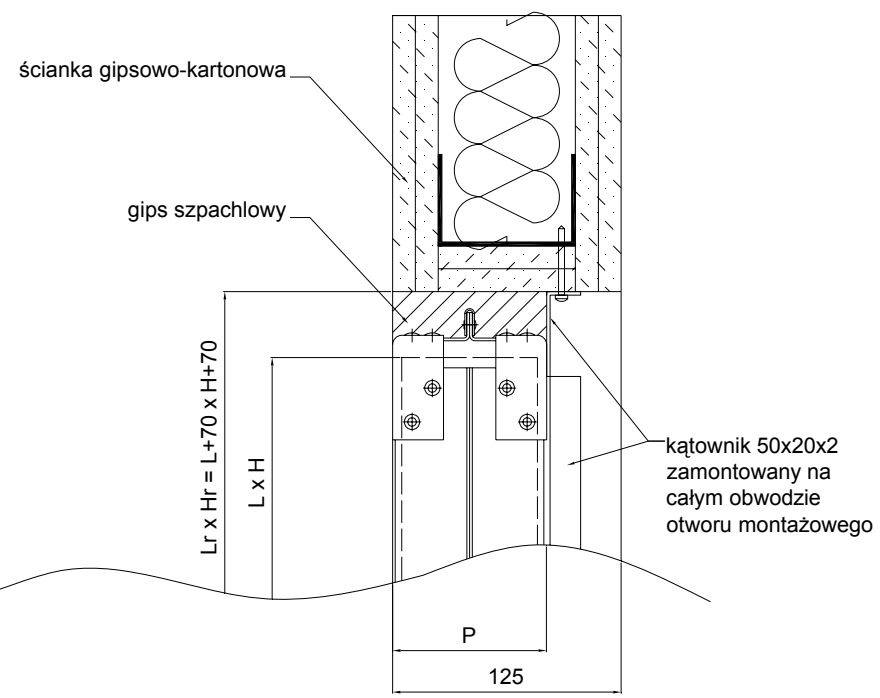 ścianka gipsowo-kartonowa
gips szpachlowy
Lr x Hr = L+70 x H+70
L x H
kątownik 50x20x2
zamontowany na
całym obwodzie
otworu montażowego
P
125